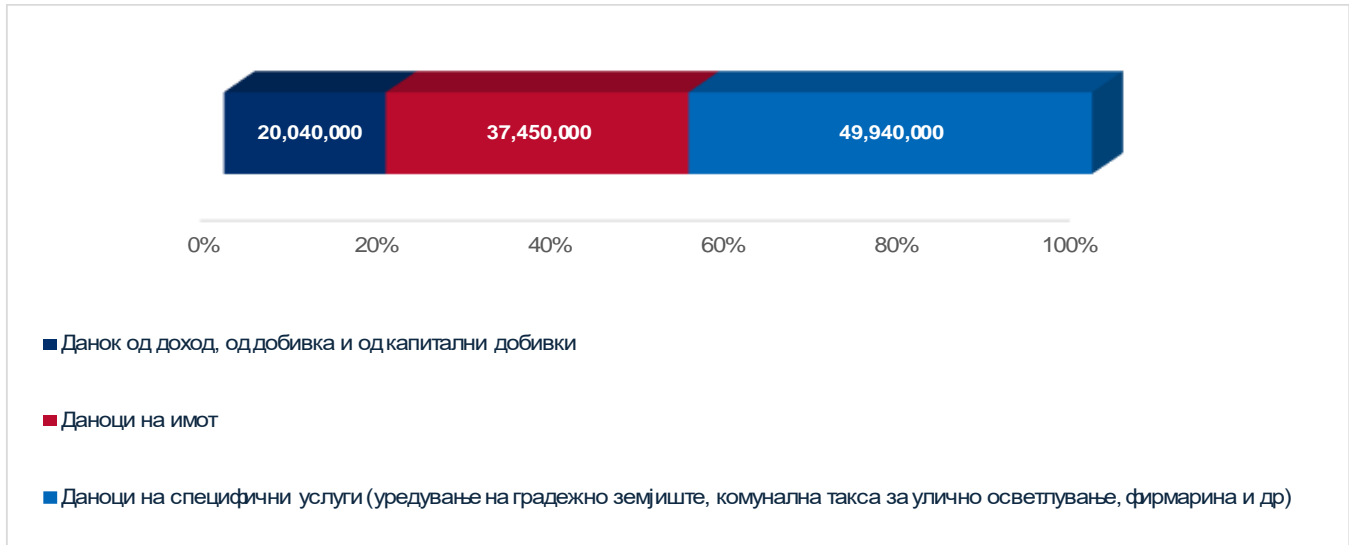 20,040,000 37,450,000 49,940,000
0% 20% 40% 60% 80% 100%
Данок од доход, од добивка и од капитални добивки
Даноци на имот
Даноци на специфични услуги (уредување на градежно земјиште, комунална такса за улично осветлување, фирмарина и др)